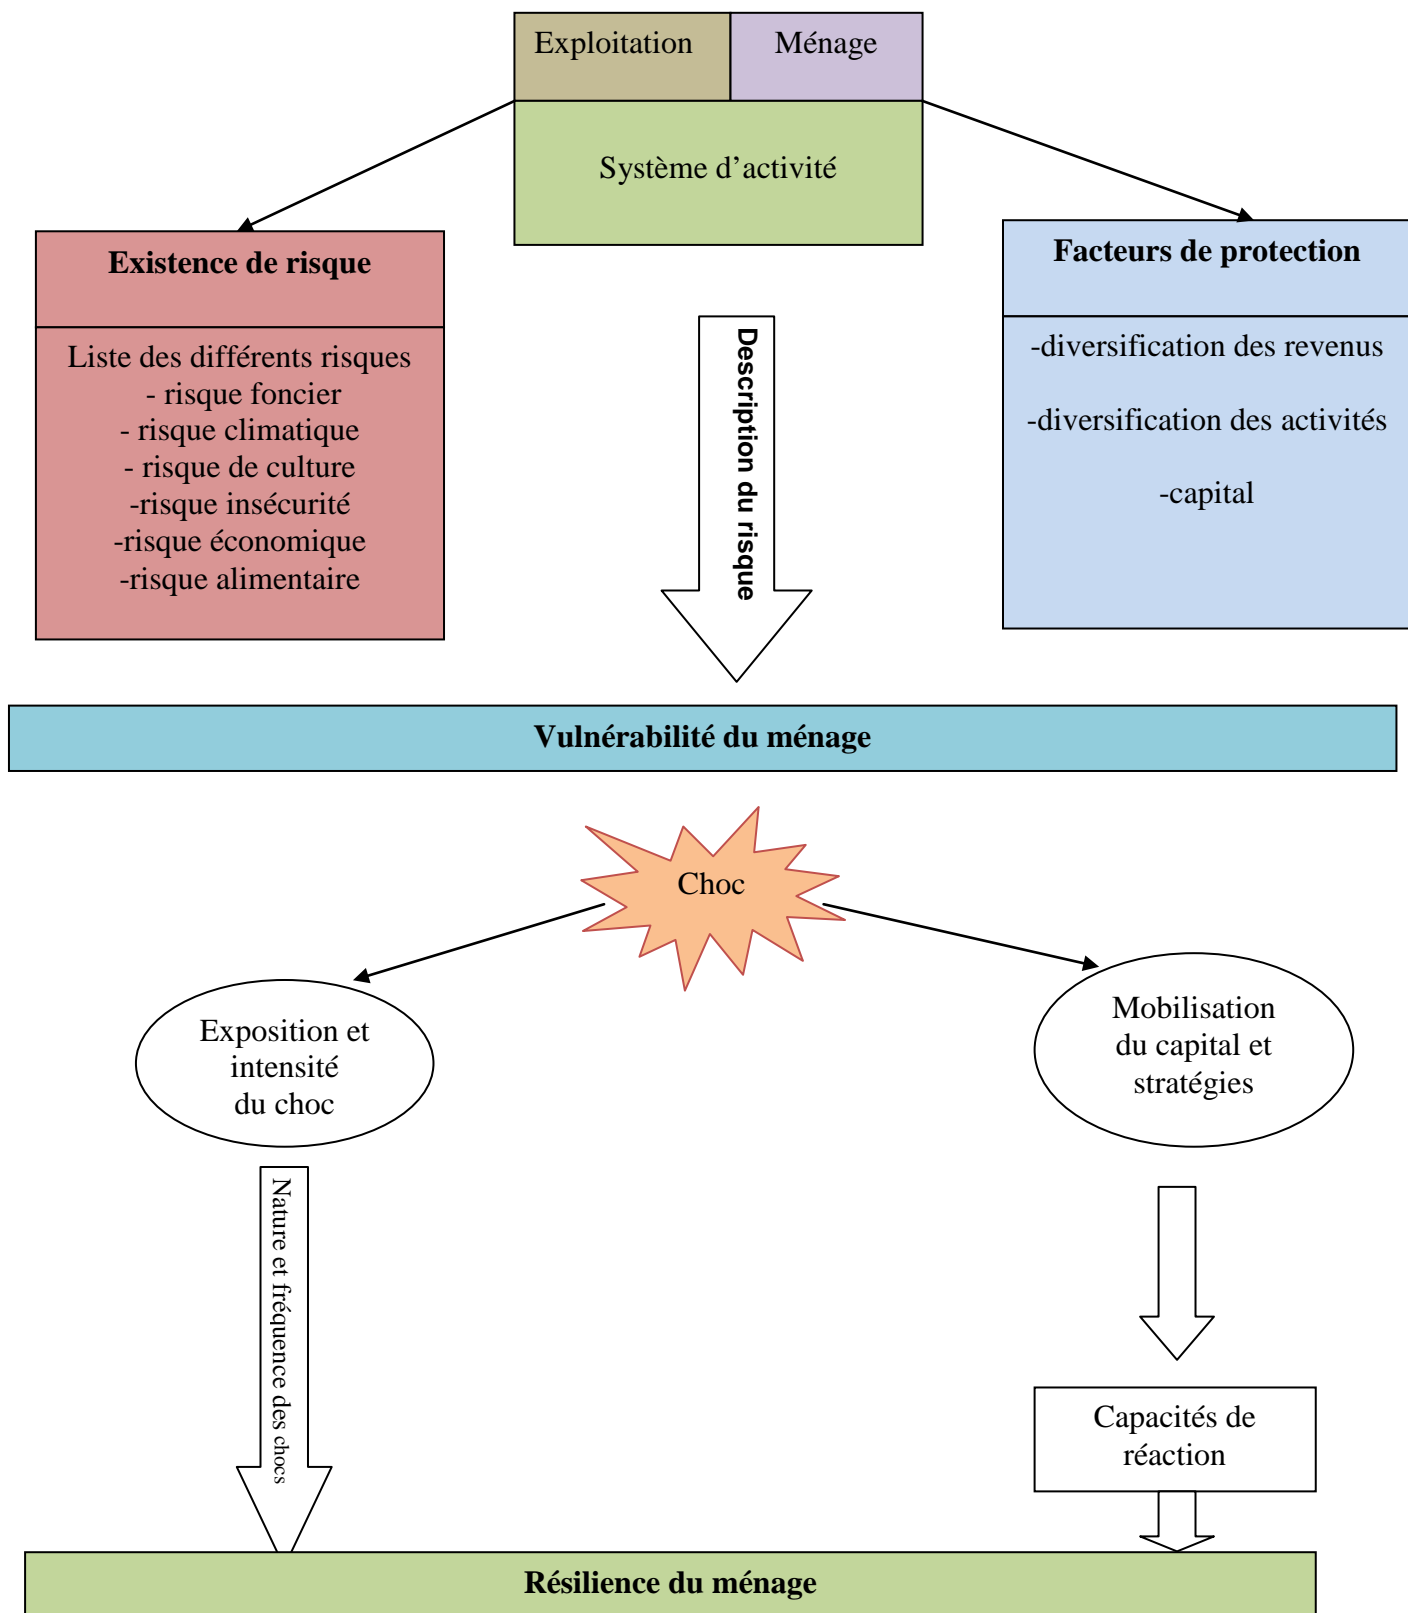 Exploitation
Ménage
Système d’activité
Existence de risque
Liste des différents risques
- risque foncier
- risque climatique
- risque de culture
-risque insécurité
-risque économique
-risque alimentaire
Description du risque
Facteurs de protection
-diversification des revenus
-diversification des activités
-capital
Vulnérabilité du ménage
Choc
Exposition et
intensité
du choc
Mobilisation
du capital et
stratégies
Nature et fréquence des chocs
Capacités de
réaction
Résilience du ménage